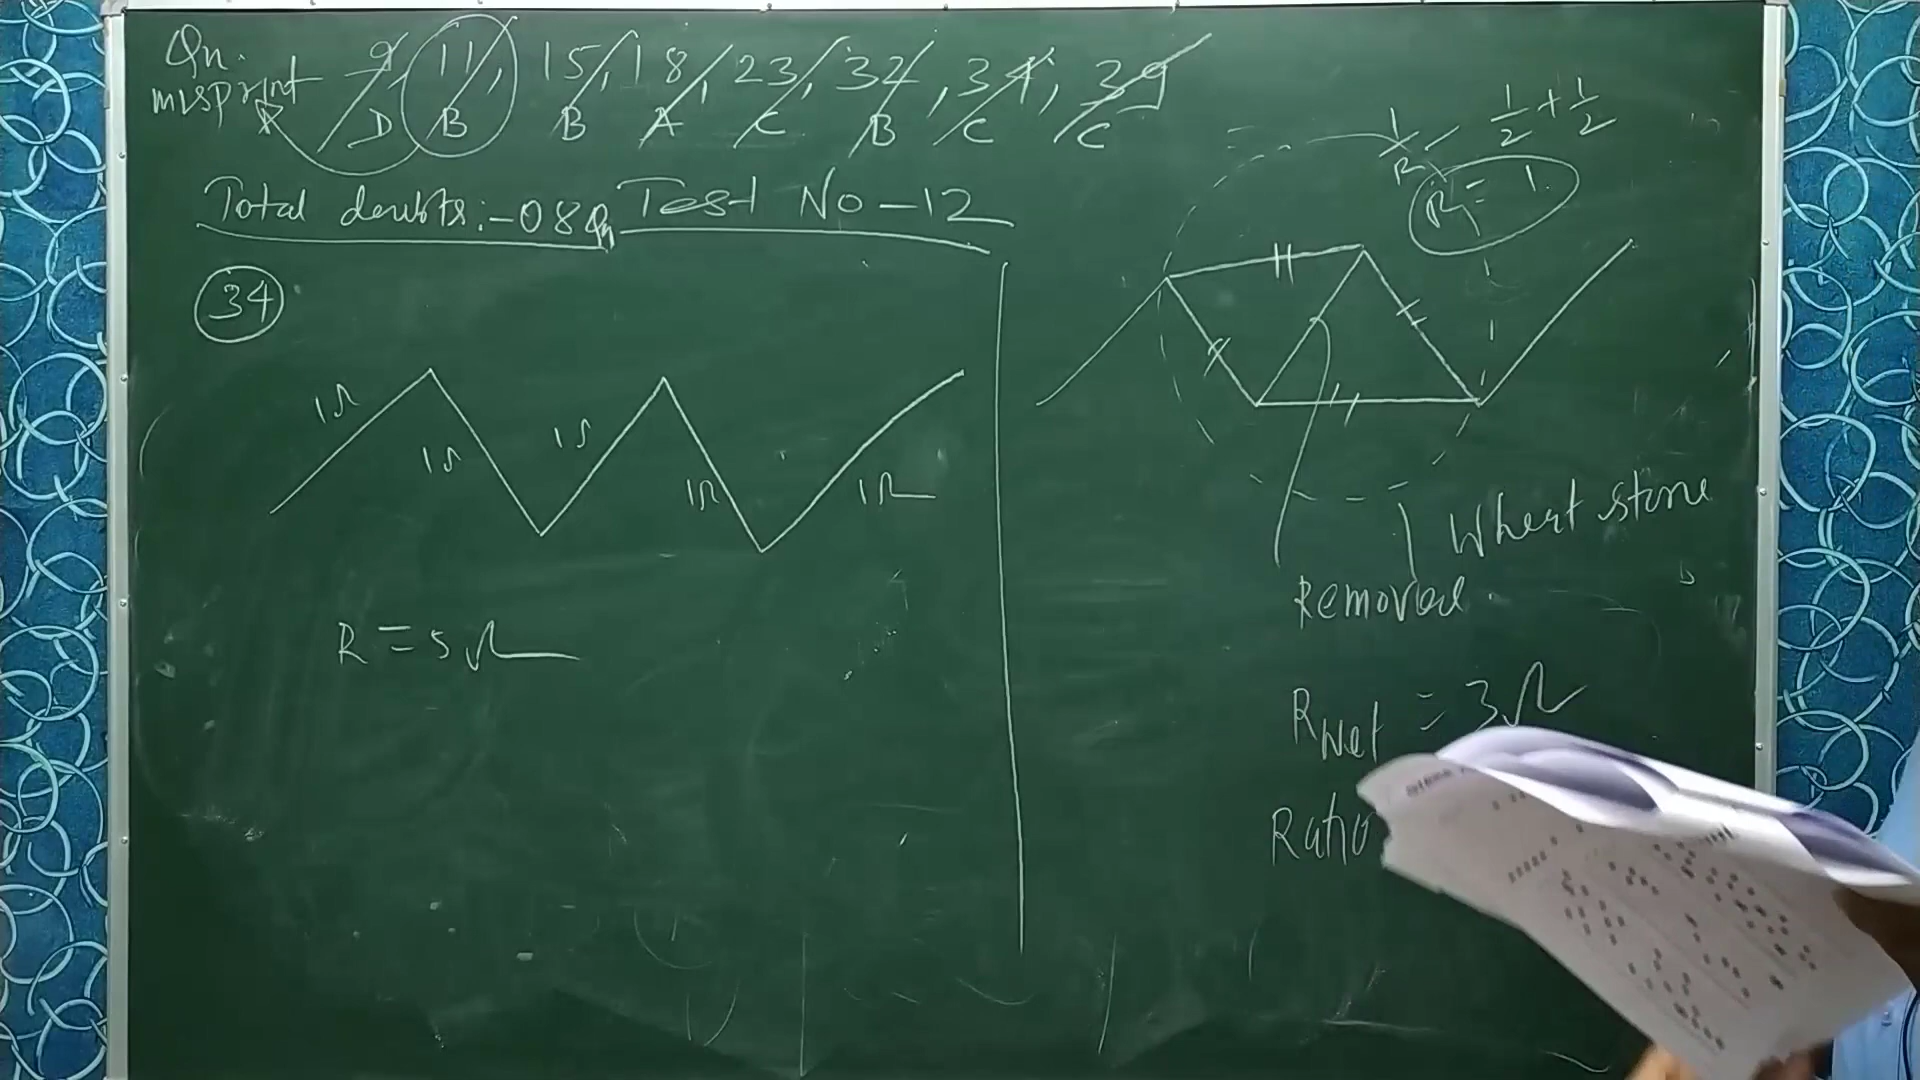 Qn. 9, 11, 15, 18, 23, 32, 34, 39
misprint D B B A C B C C
A
Total doubts :- 08 Test No - 12
34
1Ω 1Ω 1Ω 1Ω 1Ω
R = 5Ω
1/R = 1/2 + 1/2
R = 1.
Wheat stone
Removed.
RNet = 3Ω
Ratio